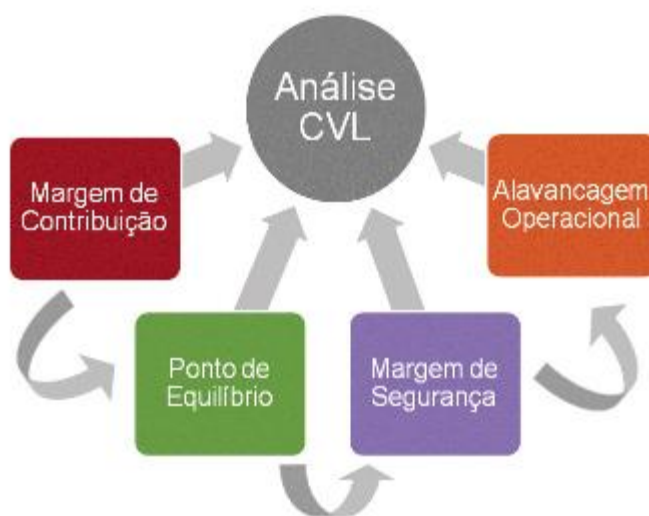 Análise
CVL
Margem de
Contribuição
Alavancagem
Operacional
Ponto de
Equilíbrio
Margem de
Segurança